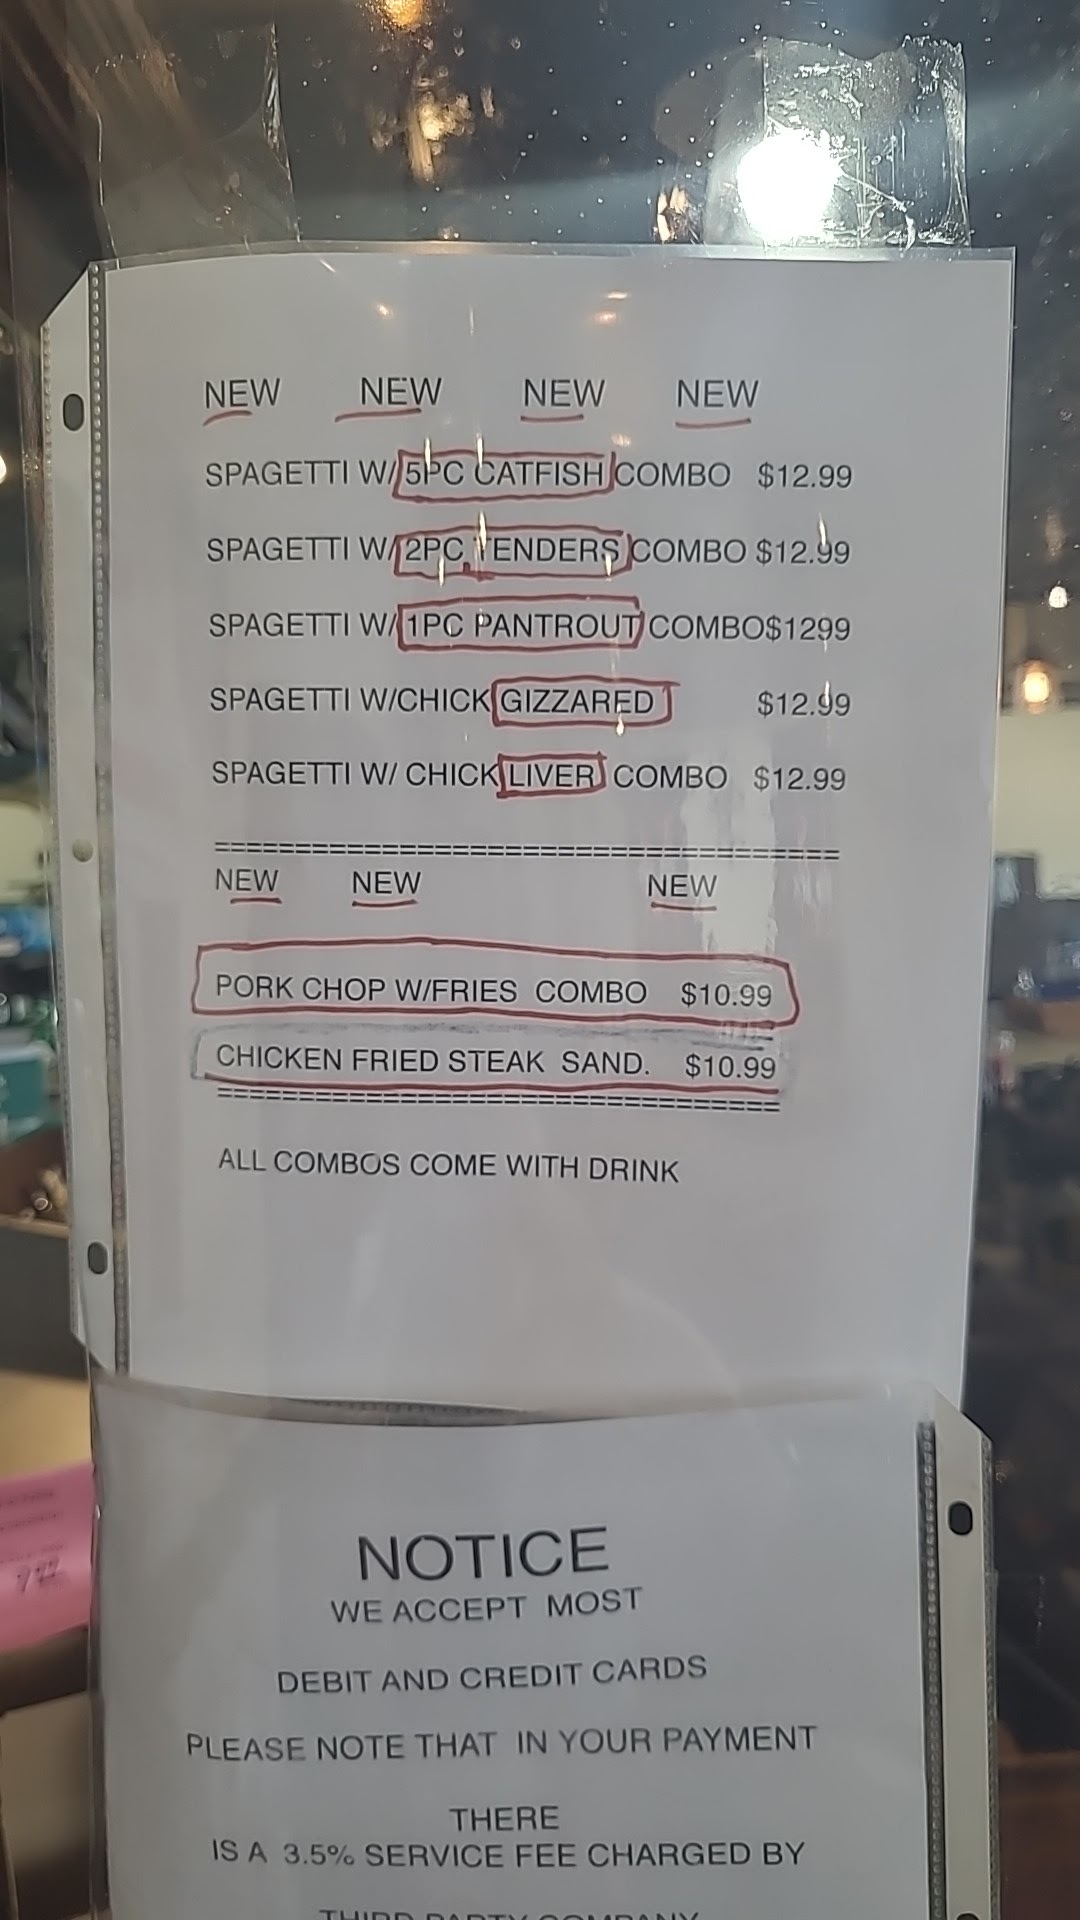 NEW NEW NEW NEW
SPAGETTI W/ 5PC CATFISH COMBO $12.99
SPAGETTI W/ 2PC. TENDERS COMBO $12.99
SPAGETTI W/ 1PC PANTROUT COMBO$1299
SPAGETTI W/CHICK GIZZARED $12.99
SPAGETTI W/ CHICK LIVER COMBO $12.99
=======================================
NEW NEW NEW
PORK CHOP W/FRIES COMBO $10.99
CHICKEN FRIED STEAK SAND. $10.99
===================================
ALL COMBOS COME WITH DRINK
NOTICE
WE ACCEPT MOST
DEBIT AND CREDIT CARDS
PLEASE NOTE THAT IN YOUR PAYMENT
THERE
IS A 3.5% SERVICE FEE CHARGED BY
THIRD PARTY COMPANY